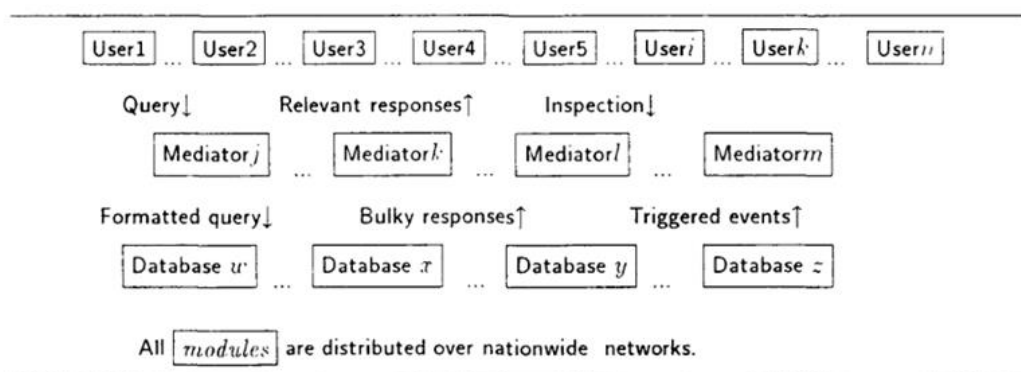 User1 ... User2 ... User3 ... User4 ... User5 ... Useri ... Userk ... Usern
Query↓ Relevant responses↑ Inspection↓
Mediatorj ... Mediatork ... Mediatorl ... Mediatorm
Formatted query↓ Bulky responses↑ Triggered events↑
Database w ... Database x ... Database y ... Database z
All modules are distributed over nationwide networks.